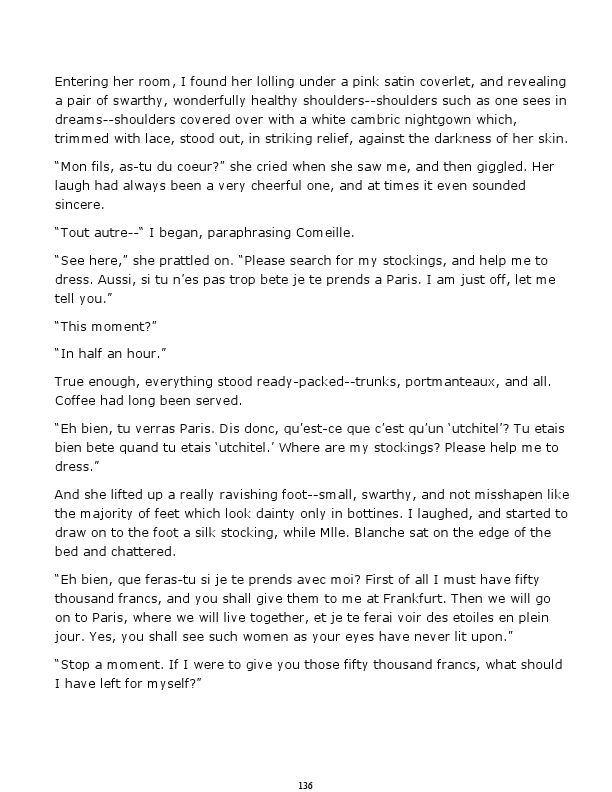 Entering her room, I found her lolling under a pink satin coverlet, and revealing
a pair of swarthy, wonderfully healthy shoulders--shoulders such as one sees in
dreams--shoulders covered over with a white cambric nightgown which,
trimmed with lace, stood out, in striking relief, against the darkness of her skin.
“Mon fils, as-tu du coeur?” she cried when she saw me, and then giggled. Her
laugh had always been a very cheerful one, and at times it even sounded
sincere.
“Tout autre--“ I began, paraphrasing Comeille.
“See here,” she prattled on. “Please search for my stockings, and help me to
dress. Aussi, si tu n’es pas trop bete je te prends a Paris. I am just off, let me
tell you.”
“This moment?”
“In half an hour.”
True enough, everything stood ready-packed--trunks, portmanteaux, and all.
Coffee had long been served.
“Eh bien, tu verras Paris. Dis donc, qu’est-ce que c’est qu’un ‘utchitel’? Tu etais
bien bete quand tu etais ‘utchitel.’ Where are my stockings? Please help me to
dress.”
And she lifted up a really ravishing foot--small, swarthy, and not misshapen like
the majority of feet which look dainty only in bottines. I laughed, and started to
draw on to the foot a silk stocking, while Mlle. Blanche sat on the edge of the
bed and chattered.
“Eh bien, que feras-tu si je te prends avec moi? First of all I must have fifty
thousand francs, and you shall give them to me at Frankfurt. Then we will go
on to Paris, where we will live together, et je te ferai voir des etoiles en plein
jour. Yes, you shall see such women as your eyes have never lit upon.”
“Stop a moment. If I were to give you those fifty thousand francs, what should
I have left for myself?”
136